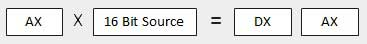 AX X 16 Bit Source = DX AX